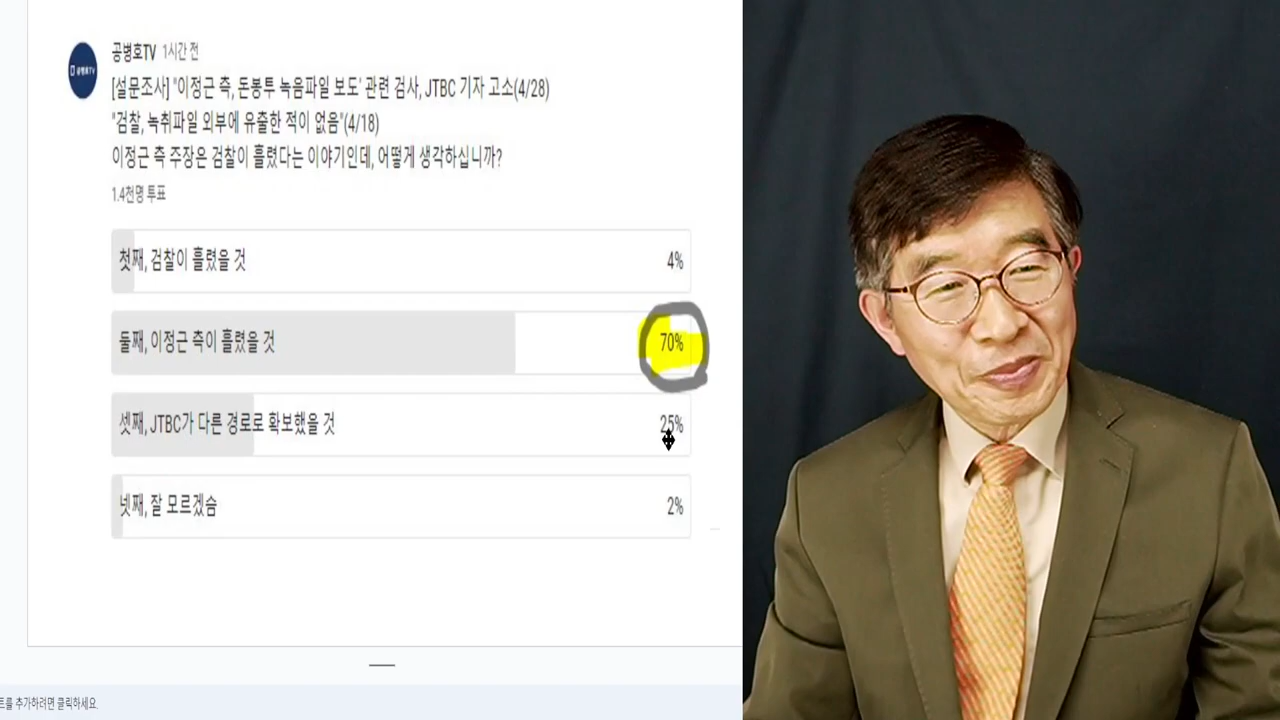 공병호TV 1시간 전
공병호TV
[설문조사] "이정근 측, 돈봉투 녹음파일 보도' 관련 검사, JTBC 기자 고소(4/28)
"검찰, 녹취파일 외부에 유출한 적이 없음"(4/18)
이정근 측 주장은 검찰이 흘렸다는 이야기인데, 어떻게 생각하십니까?
1.4천명 투표
첫째, 검찰이 흘렸을 것 4%
둘째, 이정근 측이 흘렸을 것 70%
셋째, JTBC가 다른 경로로 확보했을 것 25%
넷째, 잘 모르겠슴 2%
트를 추가하려면 클릭하세요.